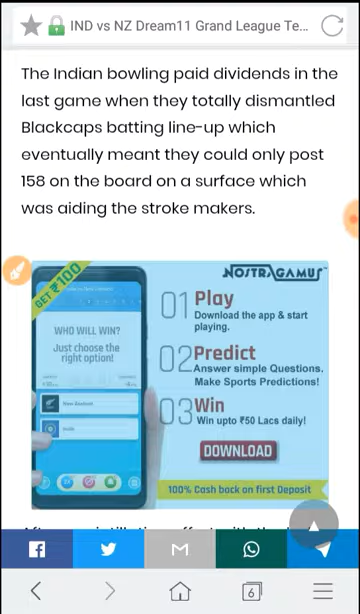 IND vs NZ Dream11 Grand League Te...
The Indian bowling paid dividends in the
last game when they totally dismantled
Blackcaps batting line-up which
eventually meant they could only post
158 on the board on a surface which
was aiding the stroke makers.
GET ₹100
WHO WILL WIN?
Just choose the
right option!
New Zealand
India
NOSTRAGAMUS
01 Play
Download the app & start
playing.
02 Predict
Answer simple Questions.
Make Sports Predictions!
03 Win
Win upto ₹50 Lacs daily!
DOWNLOAD
100% Cash back on first Deposit
6